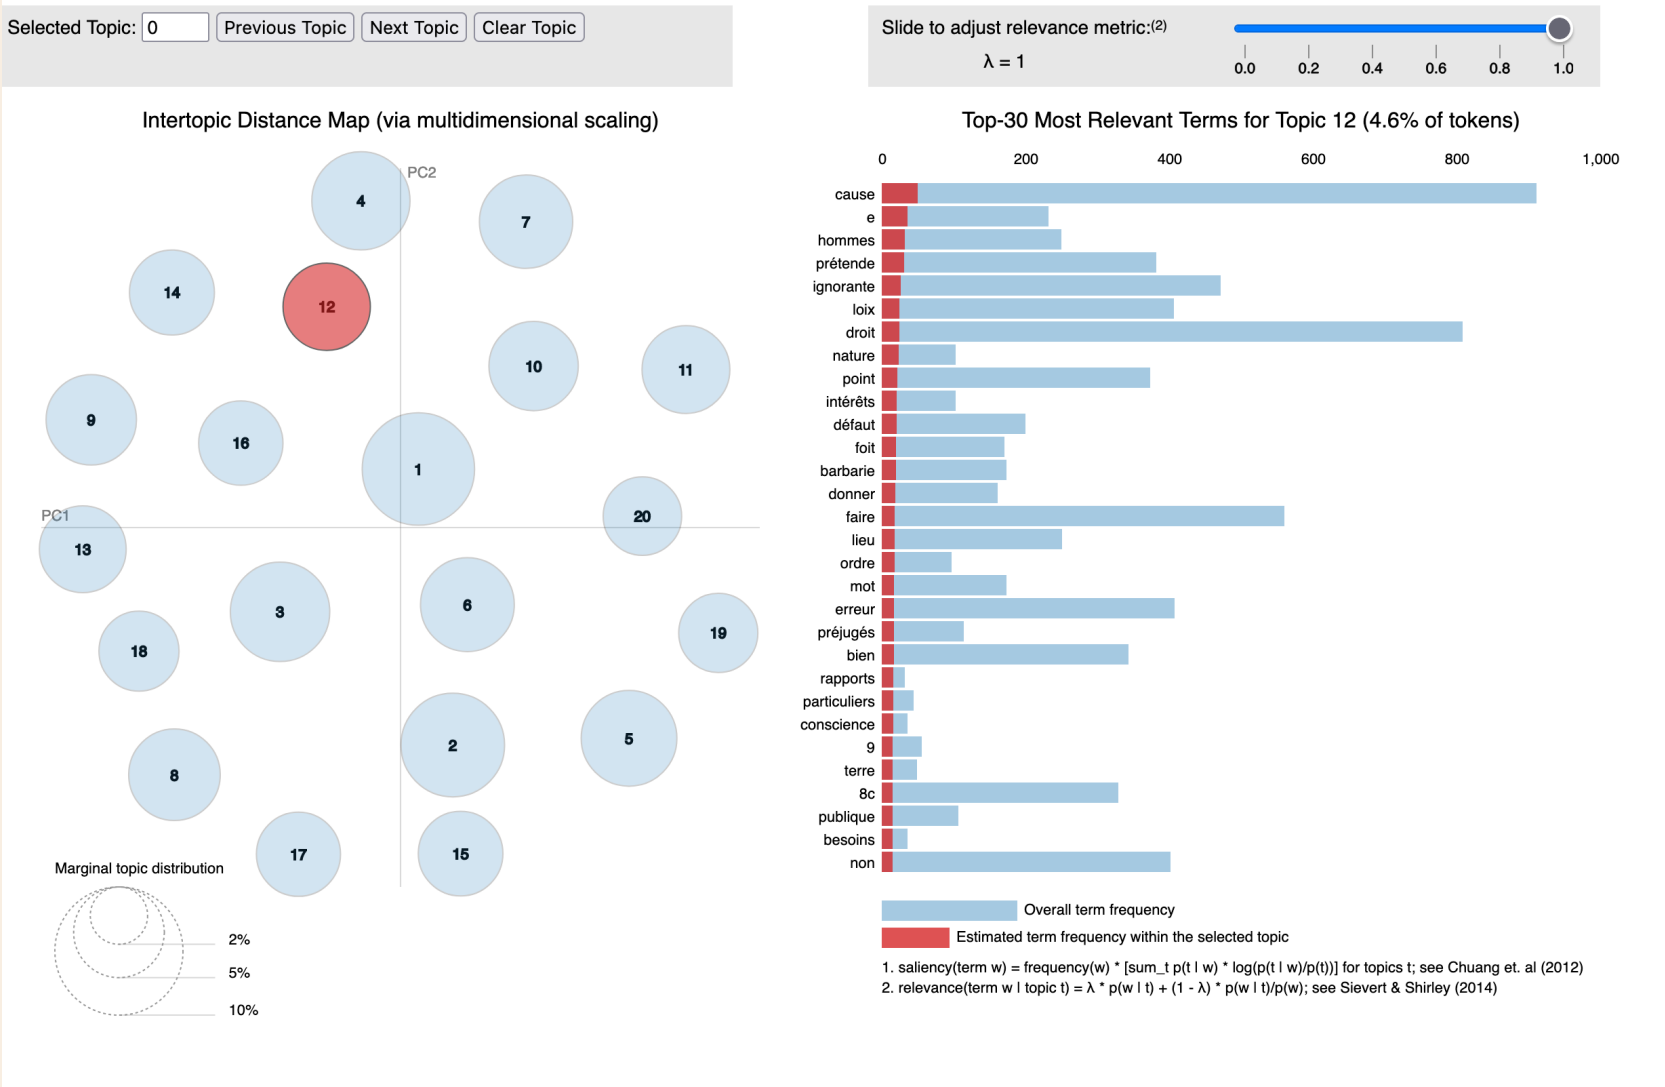 Selected Topic: 0 Previous Topic Next Topic Clear Topic
Slide to adjust relevance metric:(2)
λ = 1
0.0 0.2 0.4 0.6 0.8 1.0
Intertopic Distance Map (via multidimensional scaling)
PC2
PC1
4
7
14
12
10
11
9
16
1
20
13
3
6
19
18
2
5
8
17
15
Marginal topic distribution
2%
5%
10%
Top-30 Most Relevant Terms for Topic 12 (4.6% of tokens)
0 200 400 600 800 1,000
cause
e
hommes
prétende
ignorante
loix
droit
nature
point
intérêts
défaut
foit
barbarie
donner
faire
lieu
ordre
mot
erreur
préjugés
bien
rapports
particuliers
conscience
9
terre
8c
publique
besoins
non
Overall term frequency
Estimated term frequency within the selected topic
1. saliency(term w) = frequency(w) * [sum_t p(t | w) * log(p(t | w)/p(t))] for topics t; see Chuang et. al (2012)
2. relevance(term w | topic t) = λ * p(w | t) + (1 - λ) * p(w | t)/p(w); see Sievert & Shirley (2014)